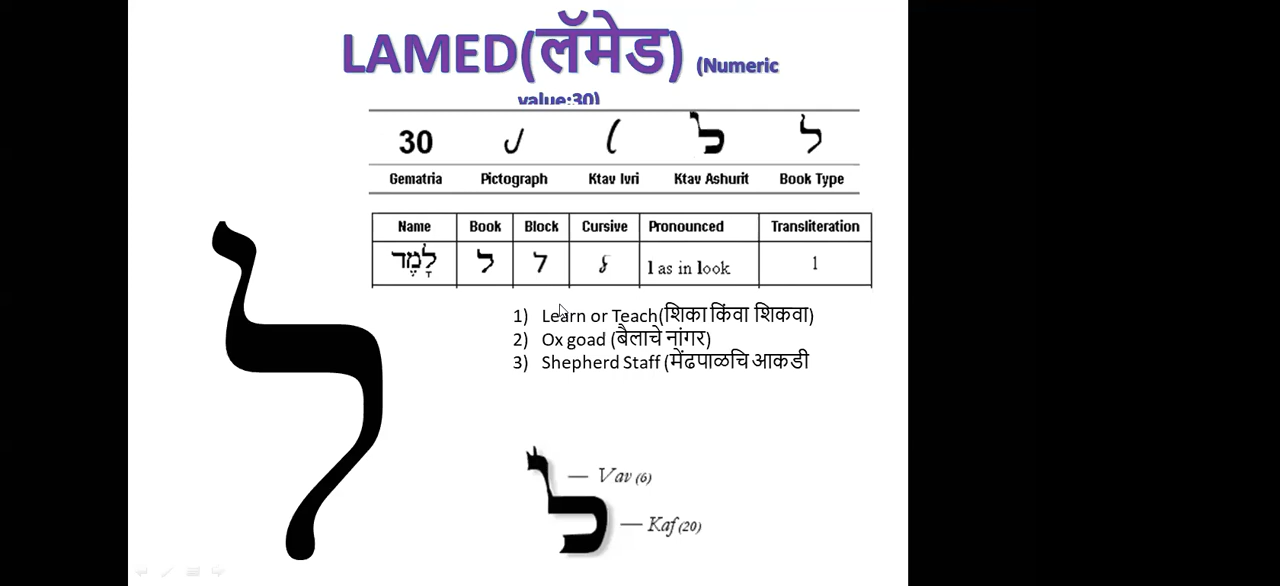 LAMED(लॅमेड) (Numeric
value:30)
30
Gematria Pictograph Ktav Ivri Ktav Ashurit Book Type
ל ל
Name Book Block Cursive Pronounced Transliteration
לָמֶד ל ל l as in look l
1) Learn or Teach(शिका किंवा शिकवा)
2) Ox goad (बैलाचे नांगर)
3) Shepherd Staff (मेंढपाळचि आकडी
ל
— Vav (6)
— Kaf (20)
ל